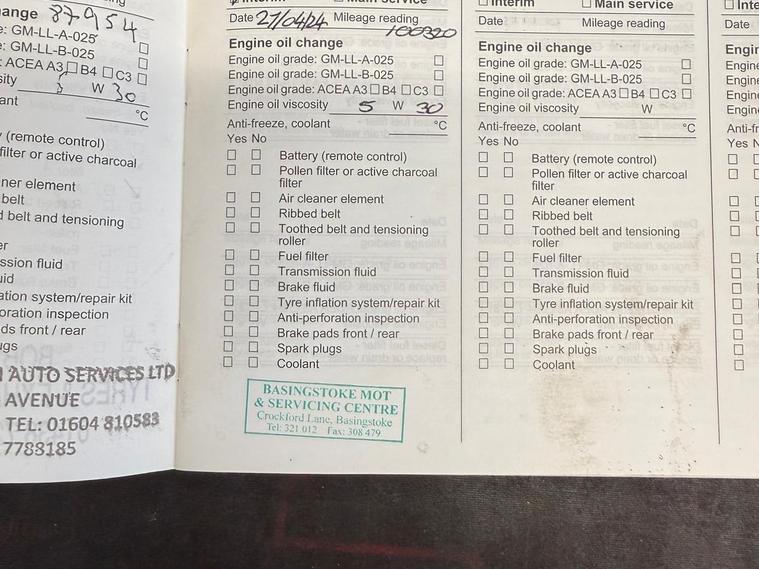 ange 87954
e: GM-LL-A-025
e: GM-LL-B-025
: ACEA A3 B4 C3
sity 5 W 30
ant °C
y (remote control)
filter or active charcoal
ner element
belt
d belt and tensioning
er
ssion fluid
uid
ation system/repair kit
oration inspection
ads front / rear
ugs
AUTO SERVICES LTD
AVENUE
TEL: 01604 810583
7783185
Interim Main service
Date 27/04/24 Mileage reading
100320
Engine oil change
Engine oil grade: GM-LL-A-025
Engine oil grade: GM-LL-B-025
Engine oil grade: ACEA A3 B4 C3
Engine oil viscosity 5 W 30
Anti-freeze, coolant °C
Yes No
Battery (remote control)
Pollen filter or active charcoal
filter
Air cleaner element
Ribbed belt
Toothed belt and tensioning
roller
Fuel filter
Transmission fluid
Brake fluid
Tyre inflation system/repair kit
Anti-perforation inspection
Brake pads front / rear
Spark plugs
Coolant
BASINGSTOKE MOT
& SERVICING CENTRE
Crockford Lane, Basingstoke
Tel: 321 012 Fax: 308 479
Interim Main service
Date Mileage reading
Engine oil change
Engine oil grade: GM-LL-A-025
Engine oil grade: GM-LL-B-025
Engine oil grade: ACEA A3 B4 C3
Engine oil viscosity W
Anti-freeze, coolant °C
Yes No
Battery (remote control)
Pollen filter or active charcoal
filter
Air cleaner element
Ribbed belt
Toothed belt and tensioning
roller
Fuel filter
Transmission fluid
Brake fluid
Tyre inflation system/repair kit
Anti-perforation inspection
Brake pads front / rear
Spark plugs
Coolant
Inte
Date
Engin
Engine
Engine
Engine
Engine
Anti-f
Yes N